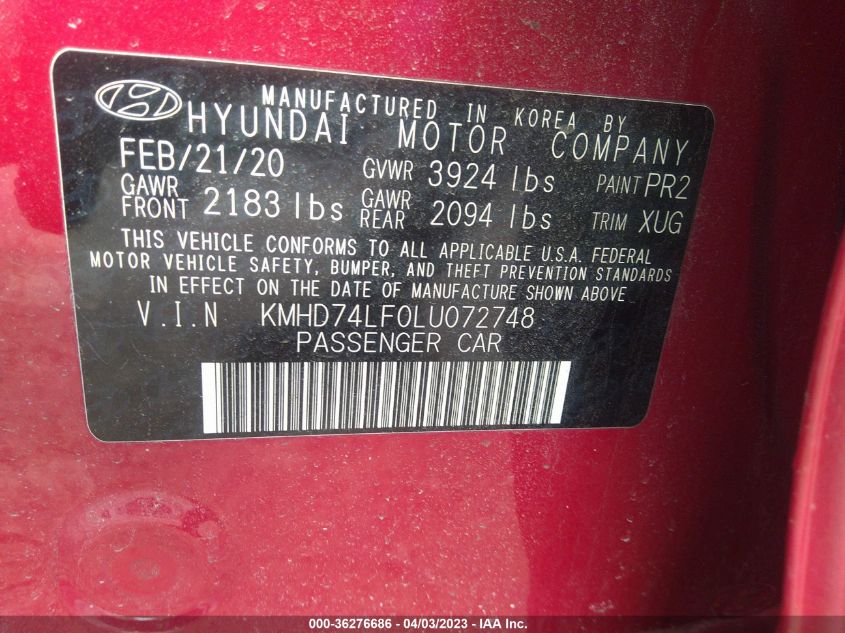 MANUFACTURED IN KOREA BY
HYUNDAI MOTOR COMPANY
FEB/21/20 GVWR 3924 lbs PAINT PR2
GAWR FRONT 2183 lbs GAWR REAR 2094 lbs TRIM XUG
THIS VEHICLE CONFORMS TO ALL APPLICABLE U.S.A. FEDERAL
MOTOR VEHICLE SAFETY, BUMPER, AND THEFT PREVENTION STANDARDS
IN EFFECT ON THE DATE OF MANUFACTURE SHOWN ABOVE
V.I.N KMHD74LF0LU072748
PASSENGER CAR
000-36276686 - 04/03/2023 - IAA Inc.